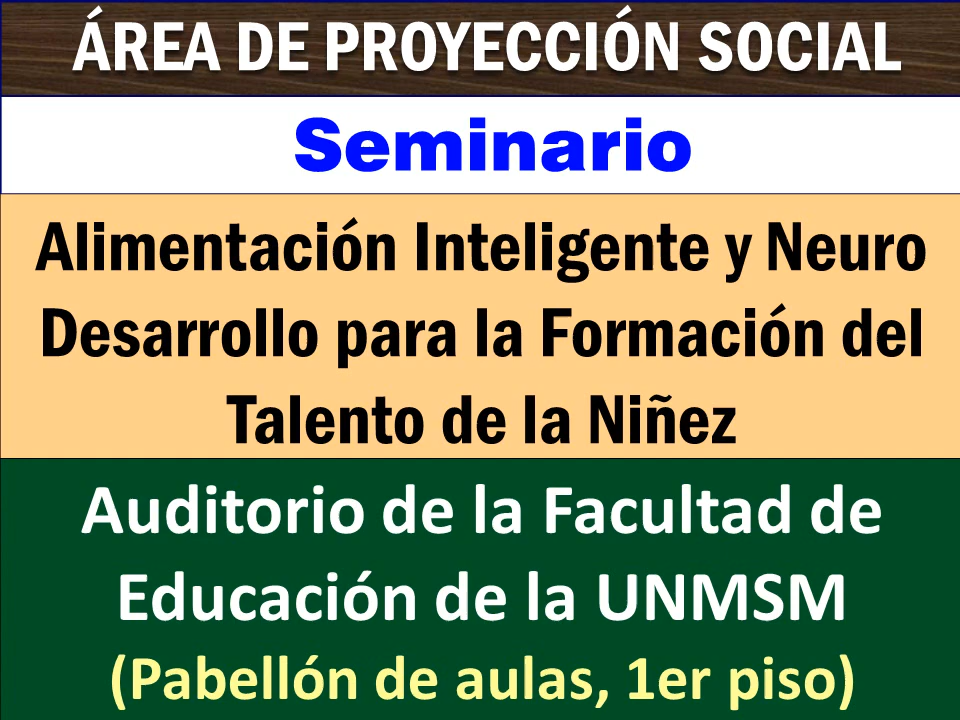 ÁREA DE PROYECCIÓN SOCIAL
Seminario
Alimentación Inteligente y Neuro
Desarrollo para la Formación del
Talento de la Niñez
Auditorio de la Facultad de
Educación de la UNMSM
(Pabellón de aulas, 1er piso)